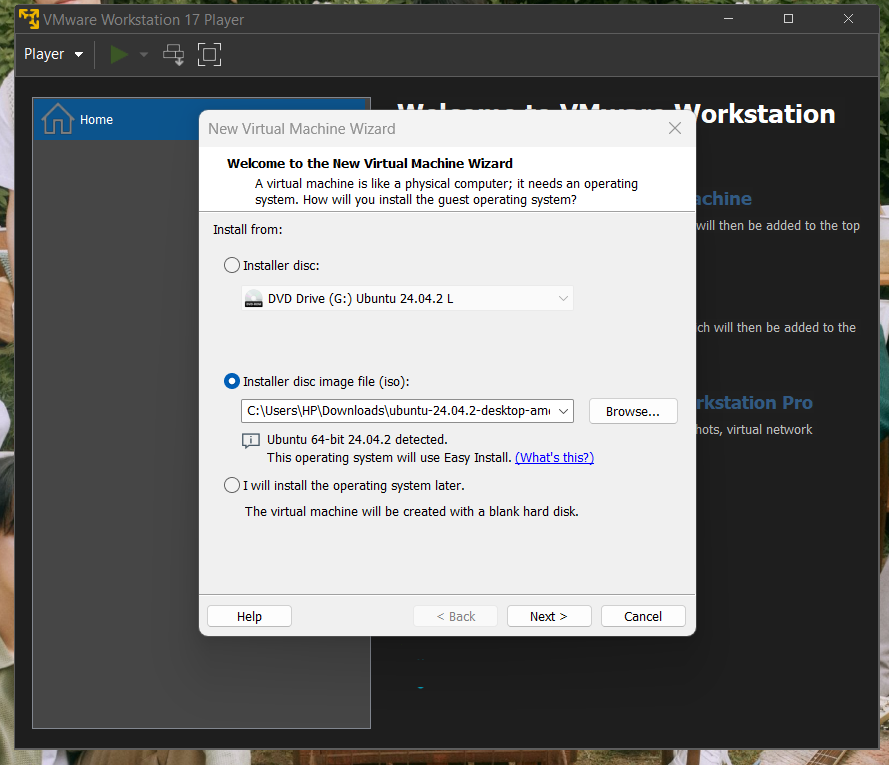 VMware Workstation 17 Player
Player
Home
Welcome to VMware Workstation
New Virtual Machine Wizard
Welcome to the New Virtual Machine Wizard
A virtual machine is like a physical computer; it needs an operating
system. How will you install the guest operating system?
achine
will then be added to the top
Install from:
Installer disc:
DVD Drive (G:) Ubuntu 24.04.2 L
ch will then be added to the
Installer disc image file (iso):
C:\Users\HP\Downloads\ubuntu-24.04.2-desktop-am
Browse...
rkstation Pro
hots, virtual network
Ubuntu 64-bit 24.04.2 detected.
This operating system will use Easy Install. (What's this?)
I will install the operating system later.
The virtual machine will be created with a blank hard disk.
Help
< Back
Next >
Cancel